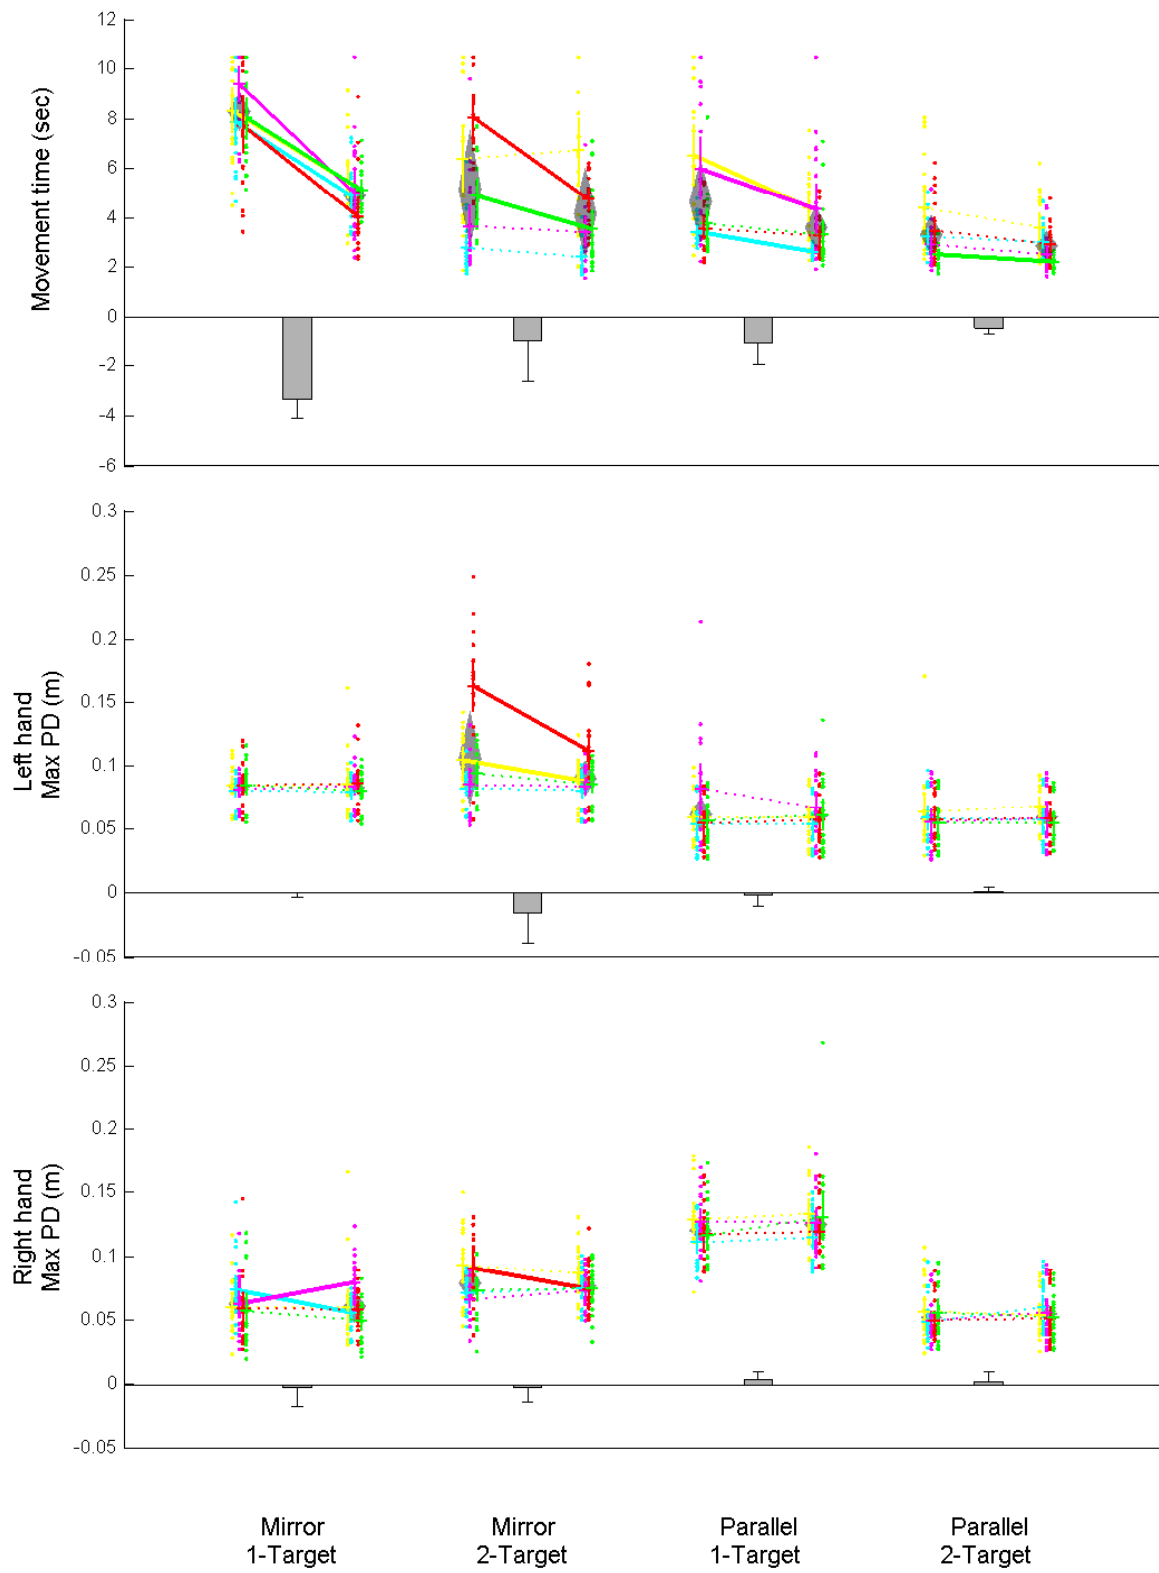 12
10
8
6
4
2
0
-2
-4
-6
Movement time (sec)
0.3
0.25
0.2
0.15
0.1
0.05
0
-0.05
Left hand
Max PD (m)
0.3
0.25
0.2
0.15
0.1
0.05
0
-0.05
Right hand
Max PD (m)
Mirror
1-Target
Mirror
2-Target
Parallel
1-Target
Parallel
2-Target